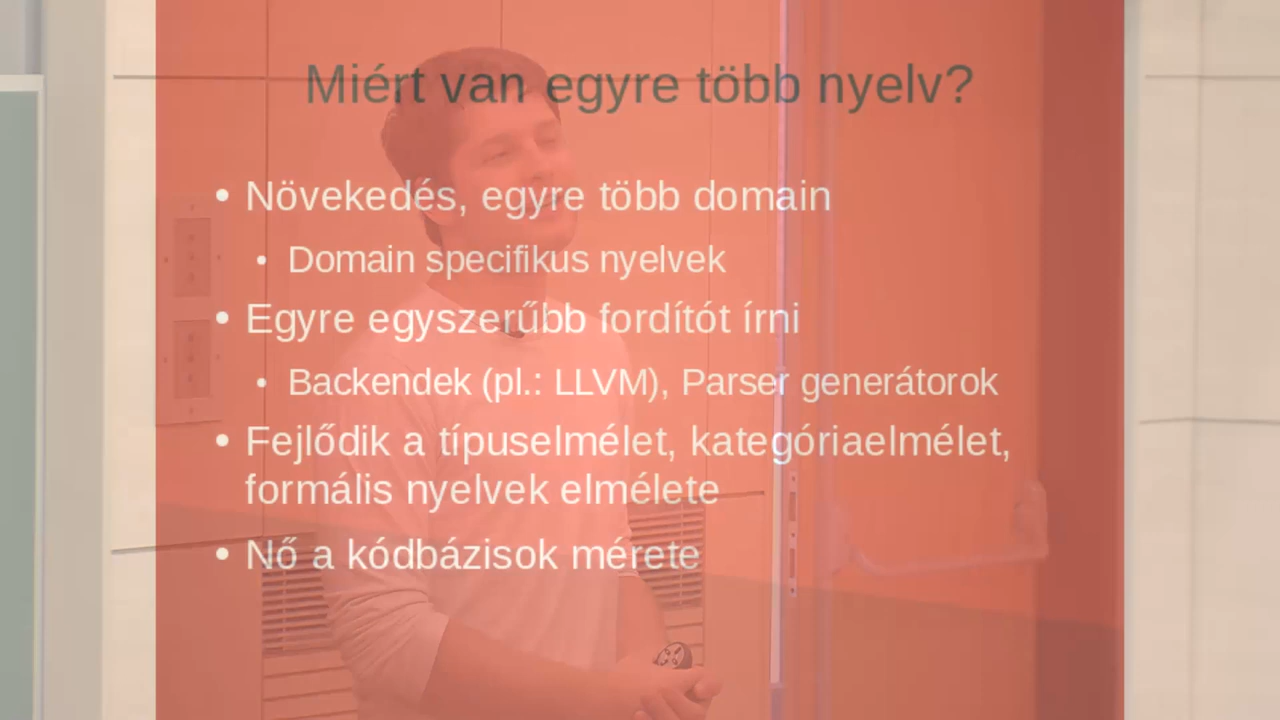 Miért van egyre több nyelv?
• Növekedés, egyre több domain
• Domain specifikus nyelvek
• Egyre egyszerűbb fordítót írni
• Backendek (pl.: LLVM), Parser generátorok
• Fejlődik a típuselmélet, kategóriaelmélet,
formális nyelvek elmélete
• Nő a kódbázisok mérete